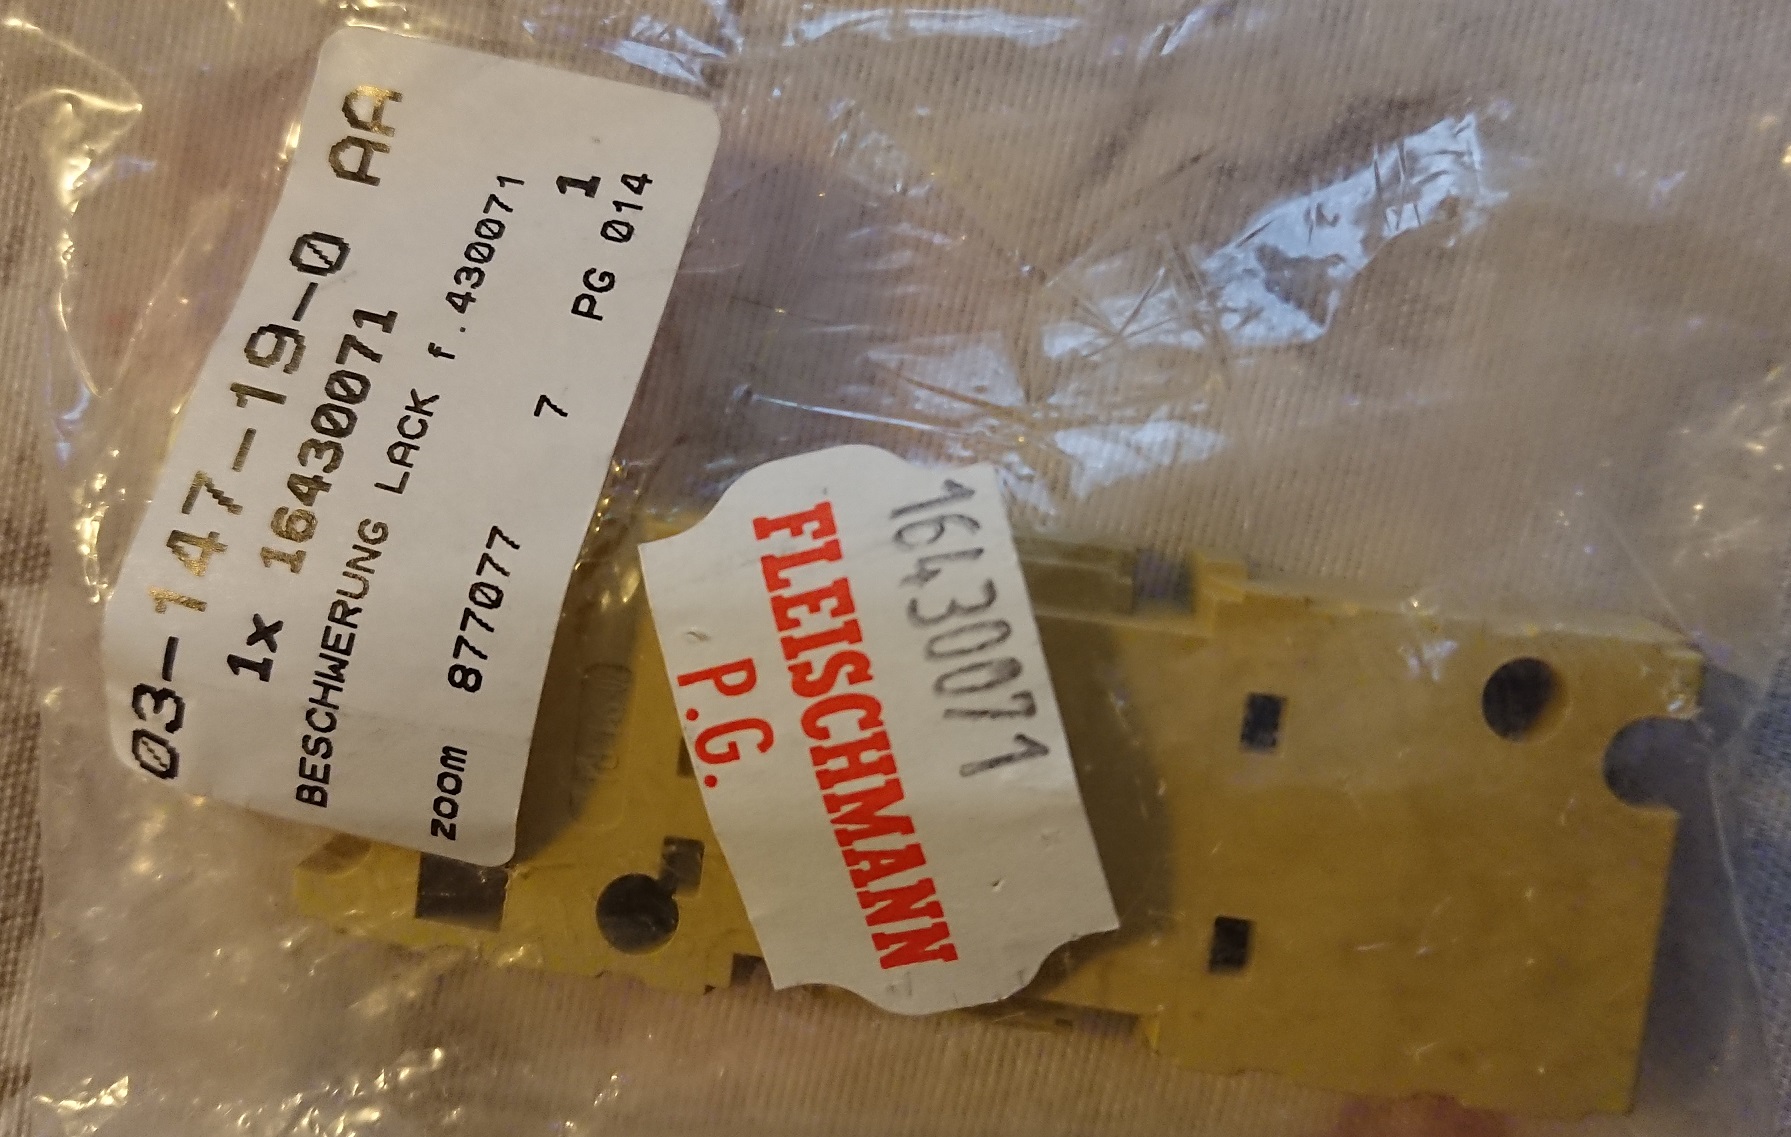 03-147-19-0 AA
1x 16430071
BESCHWERUNG LACK f.430071
1
zoom 877077 7 PG 014
16430071
FLEISCHMANN
P.G.